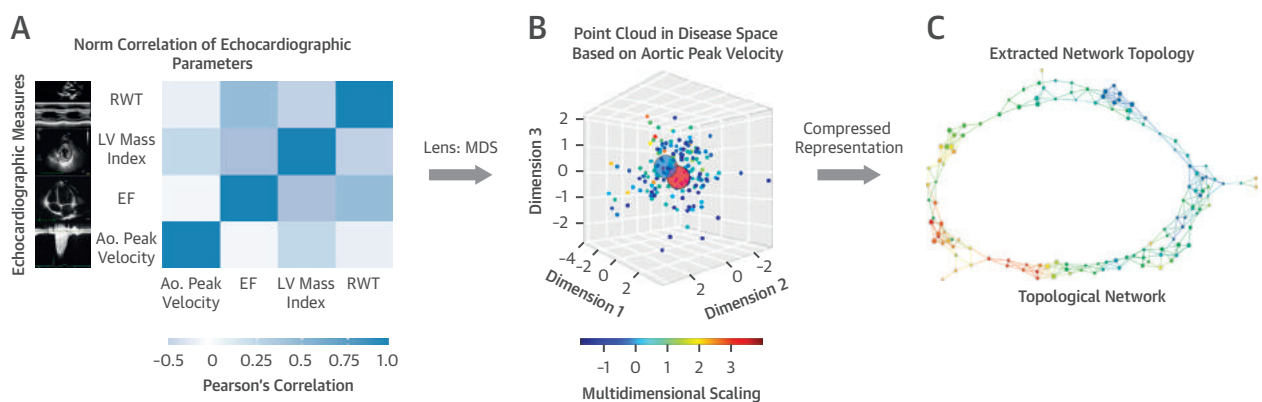 A
Norm Correlation of Echocardiographic
Parameters
Echocardiographic Measures
RWT
LV Mass
Index
EF
Ao. Peak
Velocity
Ao. Peak
Velocity
EF
LV Mass
Index
RWT
−0.5 0 0.25 0.5 0.75 1.0
Pearson's Correlation
Lens: MDS
B
Point Cloud in Disease Space
Based on Aortic Peak Velocity
Dimension 3
2
1
0
−1
−2
−4
−2
0
2
Dimension 1
2
0
−2
Dimension 2
−1 0 1 2 3
Multidimensional Scaling
Compressed
Representation
C
Extracted Network Topology
Topological Network